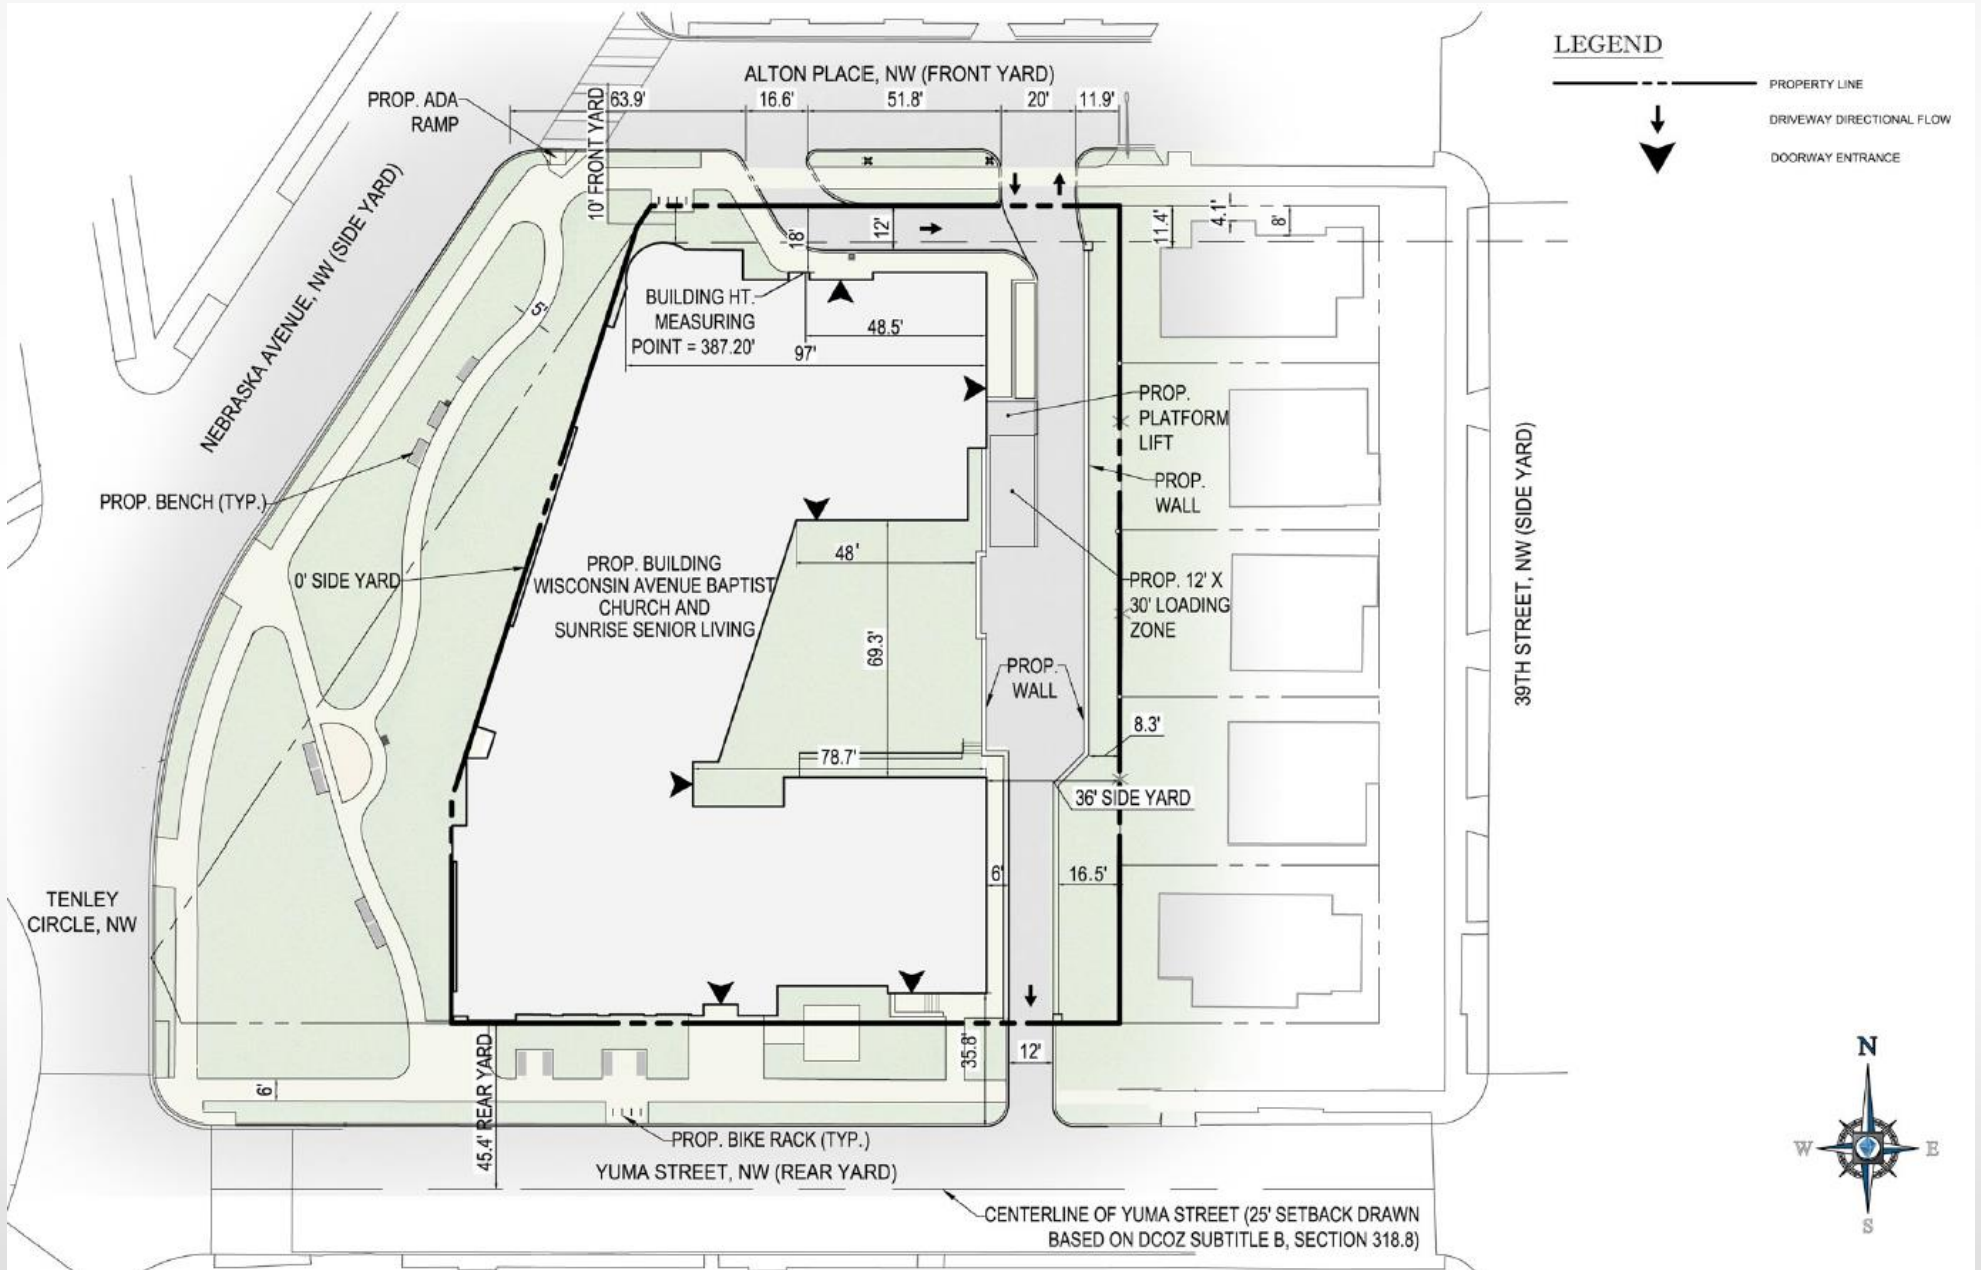 LEGEND
PROPERTY LINE
DRIVEWAY DIRECTIONAL FLOW
DOORWAY ENTRANCE
ALTON PLACE, NW (FRONT YARD)
63.9'
16.6'
51.8'
20'
11.9'
PROP. ADA
RAMP
10' FRONT YARD
NEBRASKA AVENUE, NW (SIDE YARD)
18'
12'
11.4'
4.1'
8'
5'
BUILDING HT.
MEASURING
POINT = 387.20'
48.5'
97'
PROP.
PLATFORM
LIFT
PROP.
WALL
PROP. BENCH (TYP.)
39TH STREET, NW (SIDE YARD)
0' SIDE YARD
PROP. BUILDING
WISCONSIN AVENUE BAPTIST
CHURCH AND
SUNRISE SENIOR LIVING
48'
69.3'
PROP. 12' X
30' LOADING
ZONE
PROP.
WALL
8.3'
78.7'
36' SIDE YARD
6'
16.5'
TENLEY
CIRCLE, NW
45.4' REAR YARD
35.8'
12'
6'
PROP. BIKE RACK (TYP.)
YUMA STREET, NW (REAR YARD)
CENTERLINE OF YUMA STREET (25' SETBACK DRAWN
BASED ON DCOZ SUBTITLE B, SECTION 318.8)
N
W
E
S